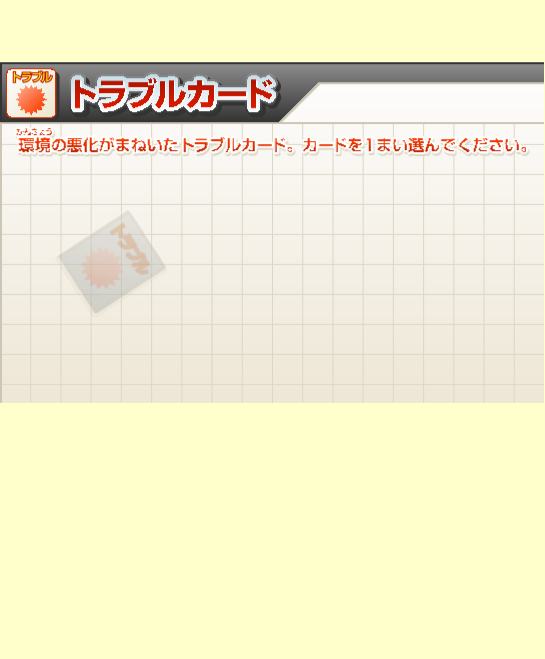 トラブル
トラブルカード
かんきょう
環境の悪化がまねいたトラブルカード。カードを1まい選んでください。
トラブル